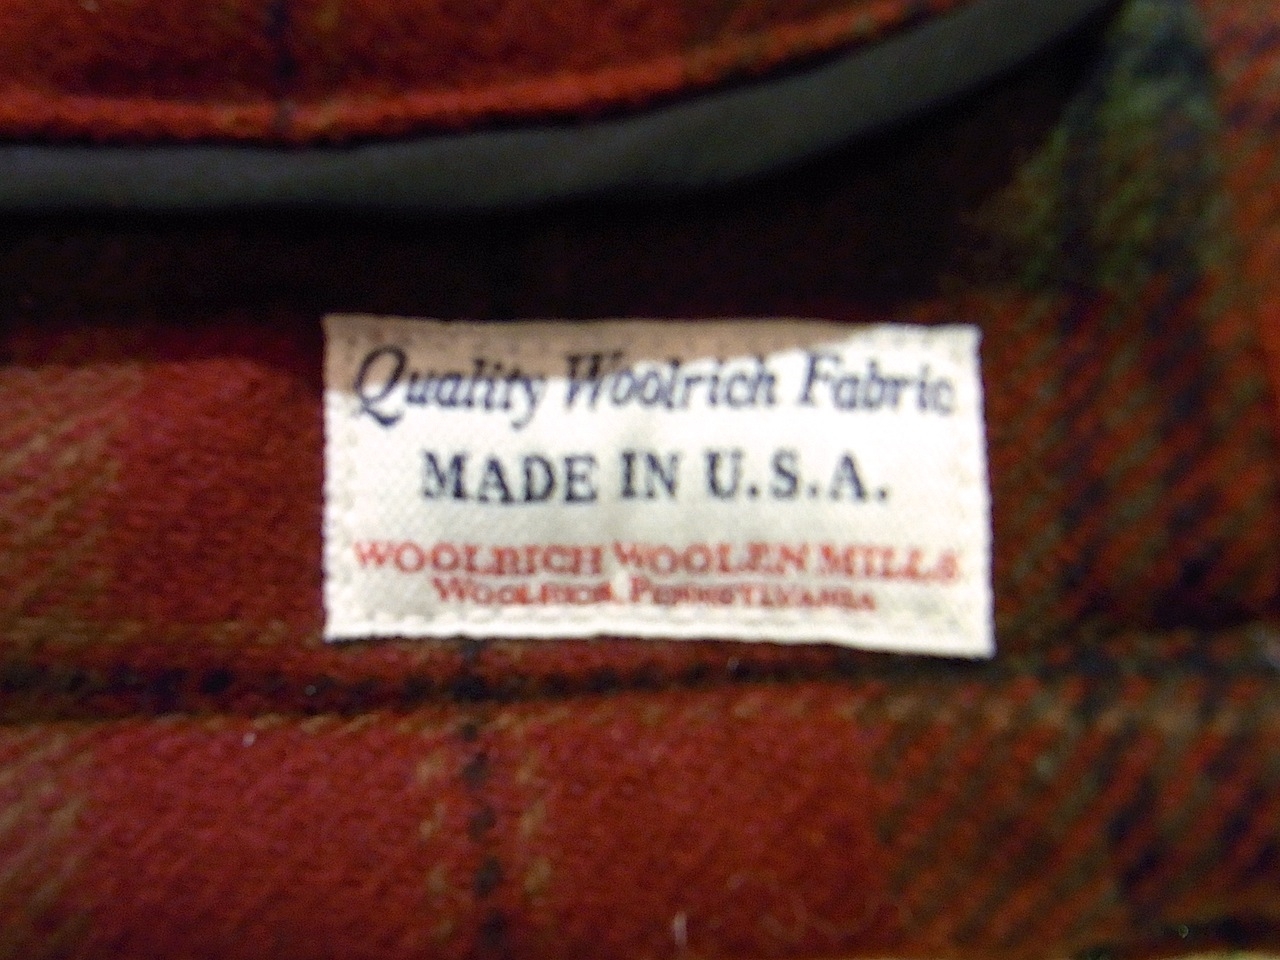 Quality Woolrich Fabric
MADE IN U.S.A.
WOOLRICH WOOLEN MILLS
WOOLRICH, PENNSYLVANIA